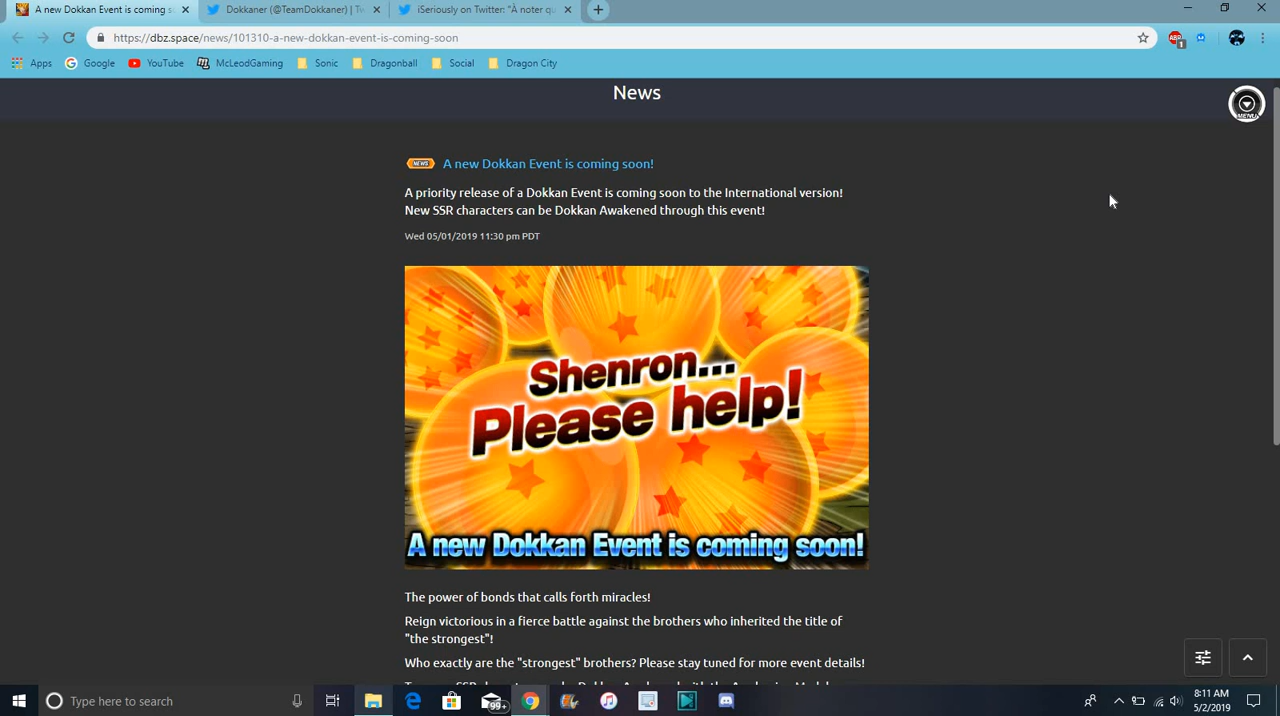 A new Dokkan Event is coming s
Dokkaner (@TeamDokkaner) | Tw
iSeriously on Twitter: "À noter qu
https://dbz.space/news/101310-a-new-dokkan-event-is-coming-soon
ABP
1
Apps
Google
YouTube
McLeodGaming
Sonic
Dragonball
Social
Dragon City
News
MENU
NEWS
A new Dokkan Event is coming soon!
A priority release of a Dokkan Event is coming soon to the International version!
New SSR characters can be Dokkan Awakened through this event!
Wed 05/01/2019 11:30 pm PDT
Shenron...
Please help!
A new Dokkan Event is coming soon!
The power of bonds that calls forth miracles!
Reign victorious in a fierce battle against the brothers who inherited the title of
"the strongest"!
Who exactly are the "strongest" brothers? Please stay tuned for more event details!
Type here to search
99+
8:11 AM
5/2/2019